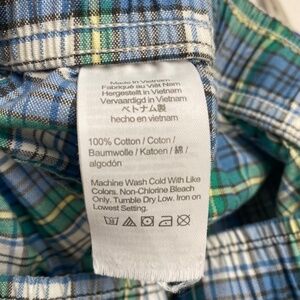 Made in Vietnam
Fabriqué au Viêt Nam
Hergestellt in Vietnam
Vervaardigd in Vietnam
ベトナム製
hecho en vietnam
100% Cotton / Coton /
Baumwolle / Katoen / 綿 /
algodón
Machine Wash Cold With Like
Colors. Non-Chlorine Bleach
Only. Tumble Dry Low. Iron on
Lowest Setting.